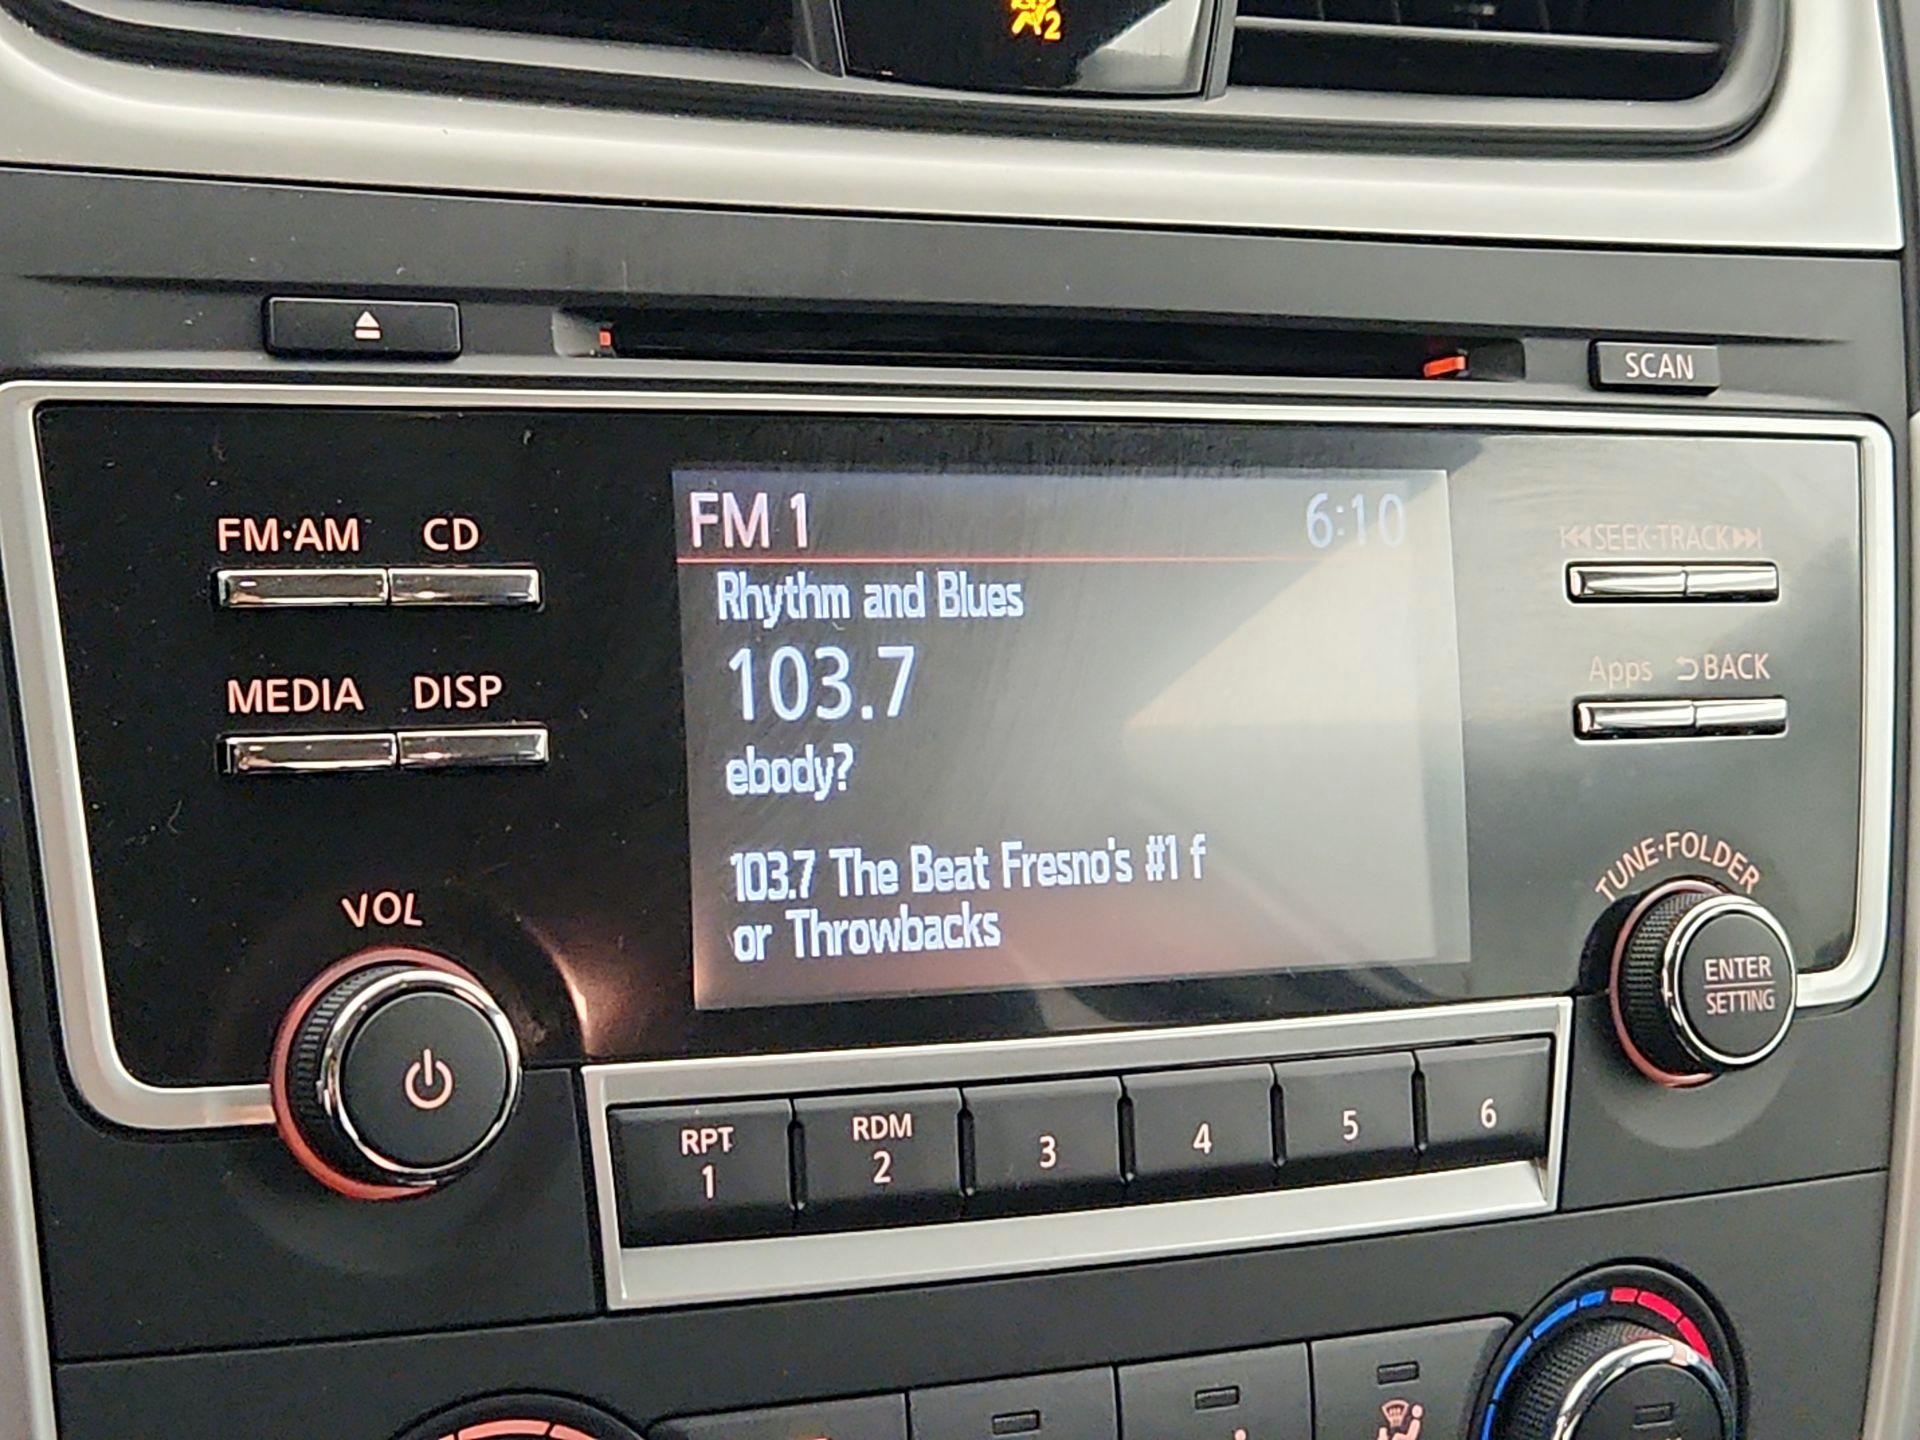 2
SCAN
FM·AM CD
MEDIA DISP
VOL
FM 1 6:10
Rhythm and Blues
103.7
ebody?
103.7 The Beat Fresno's #1 f
or Throwbacks
SEEK·TRACK
Apps BACK
TUNE·FOLDER
ENTER
SETTING
RPT
1
RDM
2
3
4
5
6